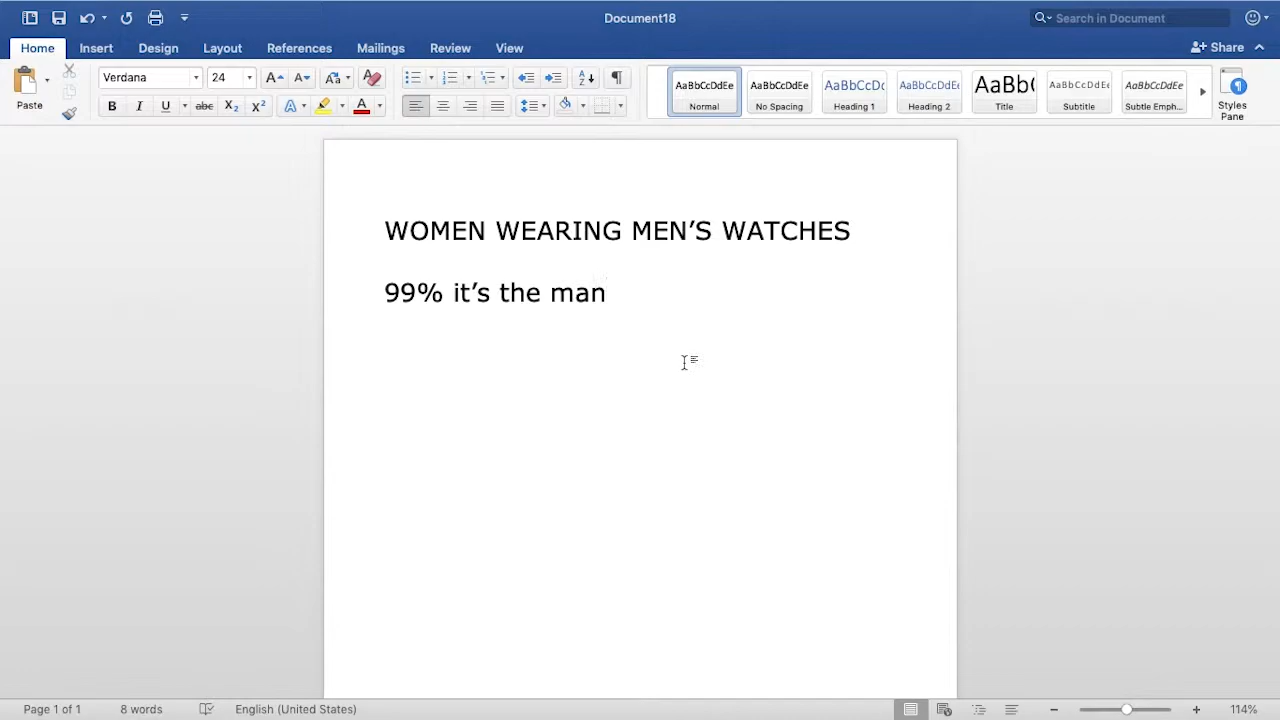 Document18
Search in Document
Home Insert Design Layout References Mailings Review View
Share
Paste
Verdana 24
AaBbCcDdEe AaBbCcDdEe AaBbCcDc AaBbCcDdEe AaBb( AaBbCcDdEe AaBbCcDdEe
Normal No Spacing Heading 1 Heading 2 Title Subtitle Subtle Emph...
Styles Pane
WOMEN WEARING MEN’S WATCHES
99% it’s the man
Page 1 of 1 8 words English (United States) 114%